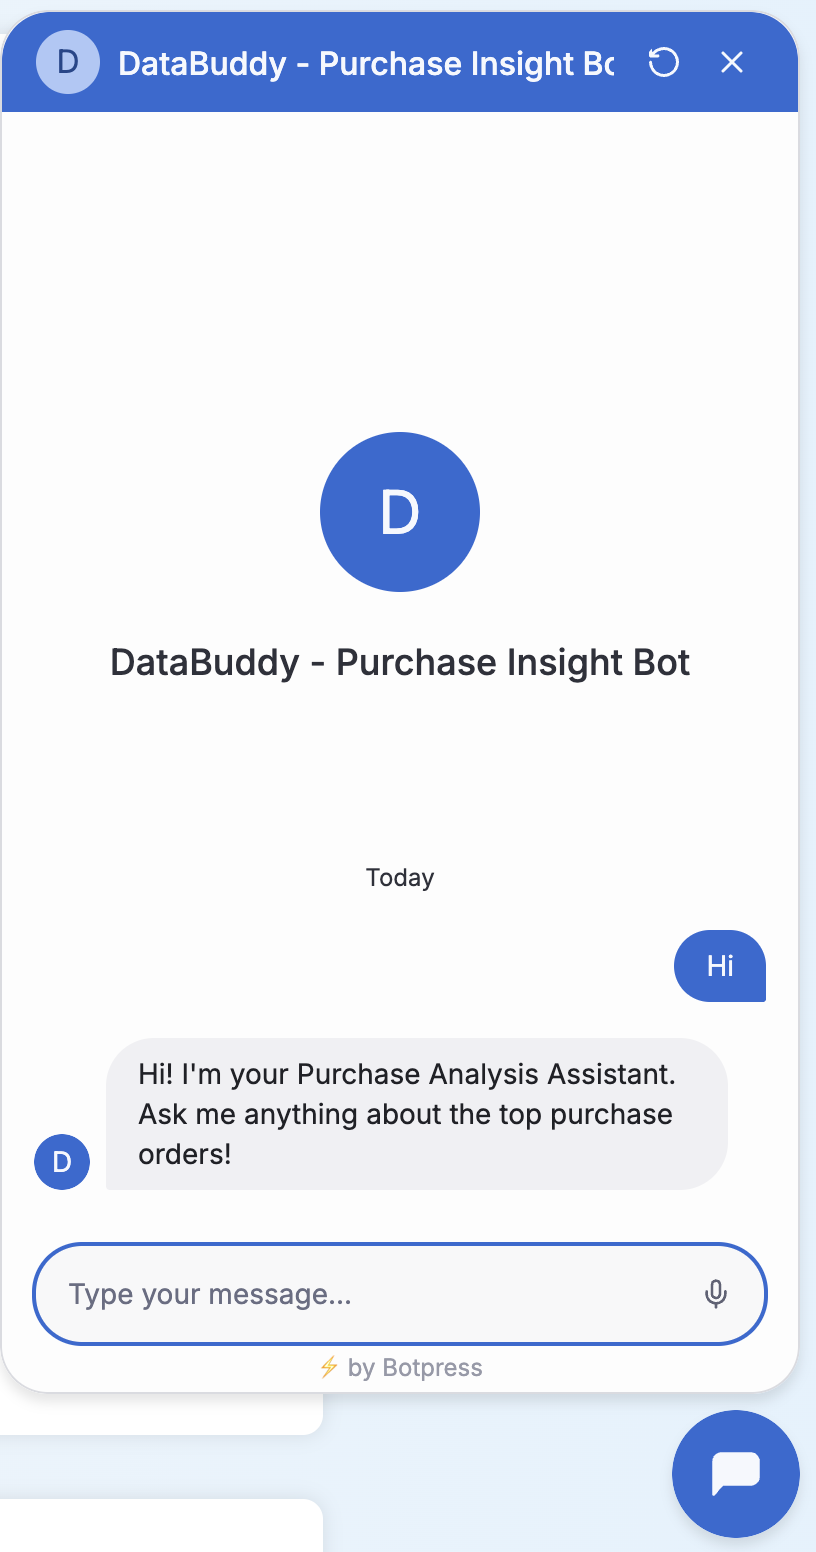 D
DataBuddy - Purchase Insight Bo
D
DataBuddy - Purchase Insight Bot
Today
Hi
Hi! I'm your Purchase Analysis Assistant.
Ask me anything about the top purchase
orders!
D
Type your message...
⚡ by Botpress